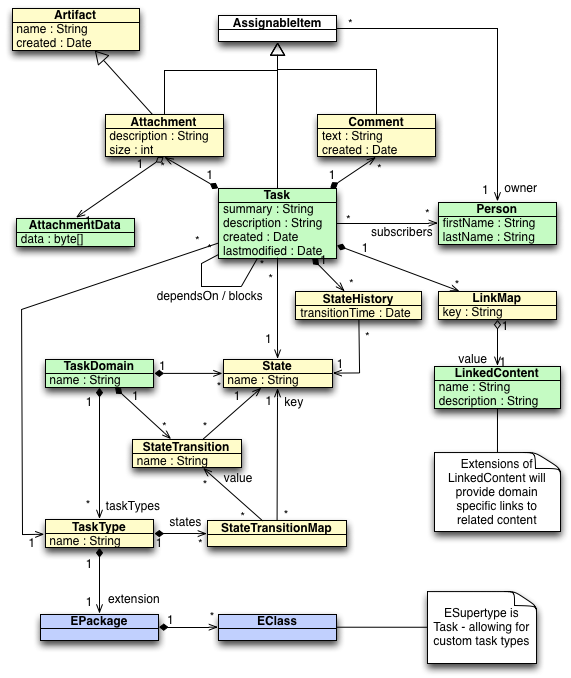 Artifact
name : String
created : Date
AssignableItem
*
Attachment
description : String
size : int
Comment
text : String
created : Date
1
*
1
1
*
1
owner
AttachmentData
data : byte[]
1
Task
summary : String
description : String
created : Date
lastmodified : Date
*
*
subscribers
Person
firstName : String
lastName : String
*
*
*
dependsOn / blocks
*
1
1
*
StateHistory
transitionTime : Date
*
*
LinkMap
key : String
1
value
1
LinkedContent
name : String
description : String
TaskDomain
name : String
1
*
1
1
State
name : String
1
1
1
key
*
*
StateTransition
name : String
value
*
Extensions of
LinkedContent will
provide domain
specific links to
related content
*
taskTypes
1
TaskType
name : String
states
1
*
*
*
StateTransitionMap
1
1
extension
EPackage
1
*
EClass
ESupertype is
Task - allowing for
custom task types